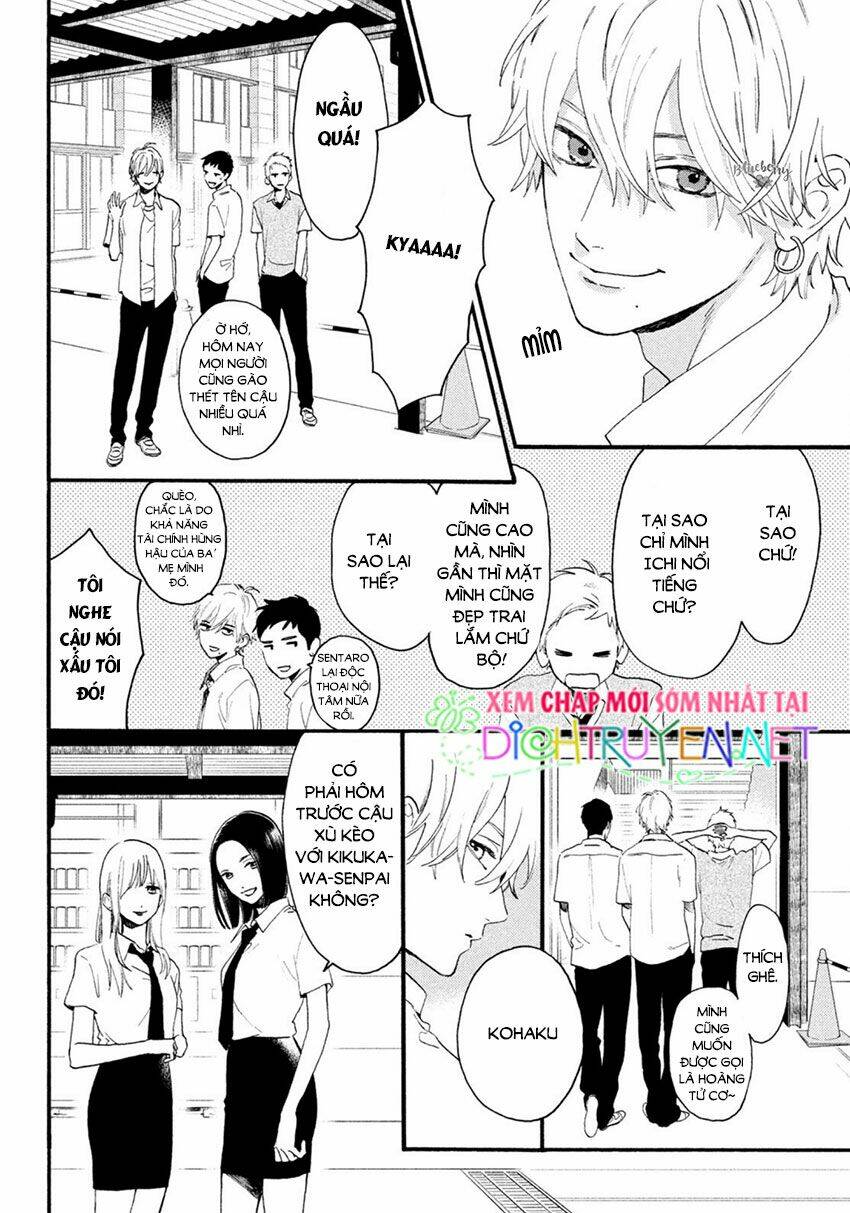 Blueberry
mỉm
KYAAAA!
NGẦU
QUÁ!
Ờ HỚ,
HÔM NAY
MỌI NGƯỜI
CŨNG GÀO
THÉT TÊN CẬU
NHIỀU QUÁ
NHỈ.
TẠI
SAO
CHỨ!
TẠI SAO
CHỈ MÌNH
ICHI NỔI
TIẾNG
CHỨ?
MÌNH
CŨNG CAO
MÀ, NHÌN
GẦN THÌ MẶT
MÌNH CŨNG
ĐẸP TRAI
LẮM CHỨ
BỘ!
TẠI
SAO LẠI
THẾ?
SENTARO
LẠI ĐỘC
THOẠI NỘI
TÂM NỮA
RỒI.
QUÈO,
CHẮC LÀ DO
KHẢ NĂNG
TÀI CHÍNH HÙNG
HẬU CỦA BA
MẸ MÌNH
ĐÓ.
TÔI
NGHE
CẬU NÓI
XẤU TÔI
ĐÓ!
XEM CHAP MỚI SỚM NHẤT TẠI
DICHTRUYEN.NET
THÍCH
GHÊ.
MÌNH
CŨNG
MUỐN
ĐƯỢC GỌI
LÀ HOÀNG
TỬ CƠ~
KOHAKU
CÓ
PHẢI HÔM
TRƯỚC CẬU
XÙ KÈO
VỚI KIKUKA-
WA-SENPAI
KHÔNG?